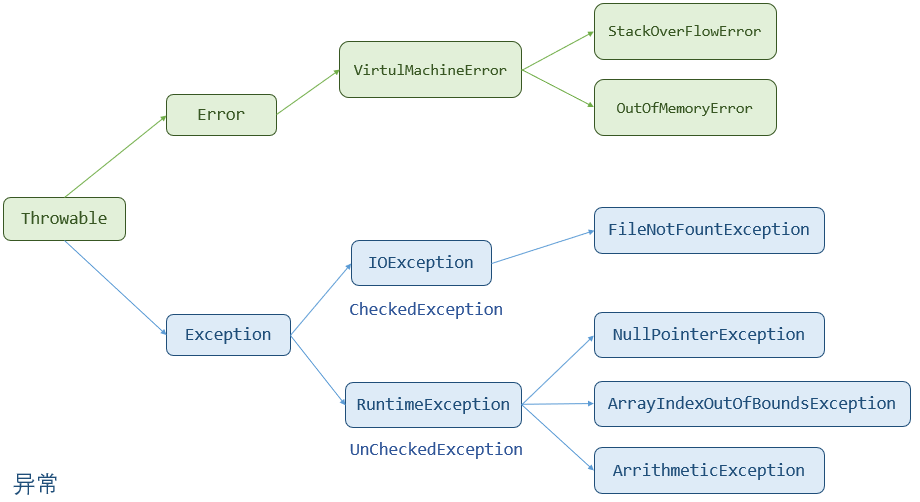 StackOverFlowError
VirtulMachineError
OutOfMemoryError
Error
Throwable
FileNotFountException
IOException
CheckedException
Exception
NullPointerException
RuntimeException
ArrayIndexOutOfBoundsException
UnCheckedException
ArrithmeticException
异常